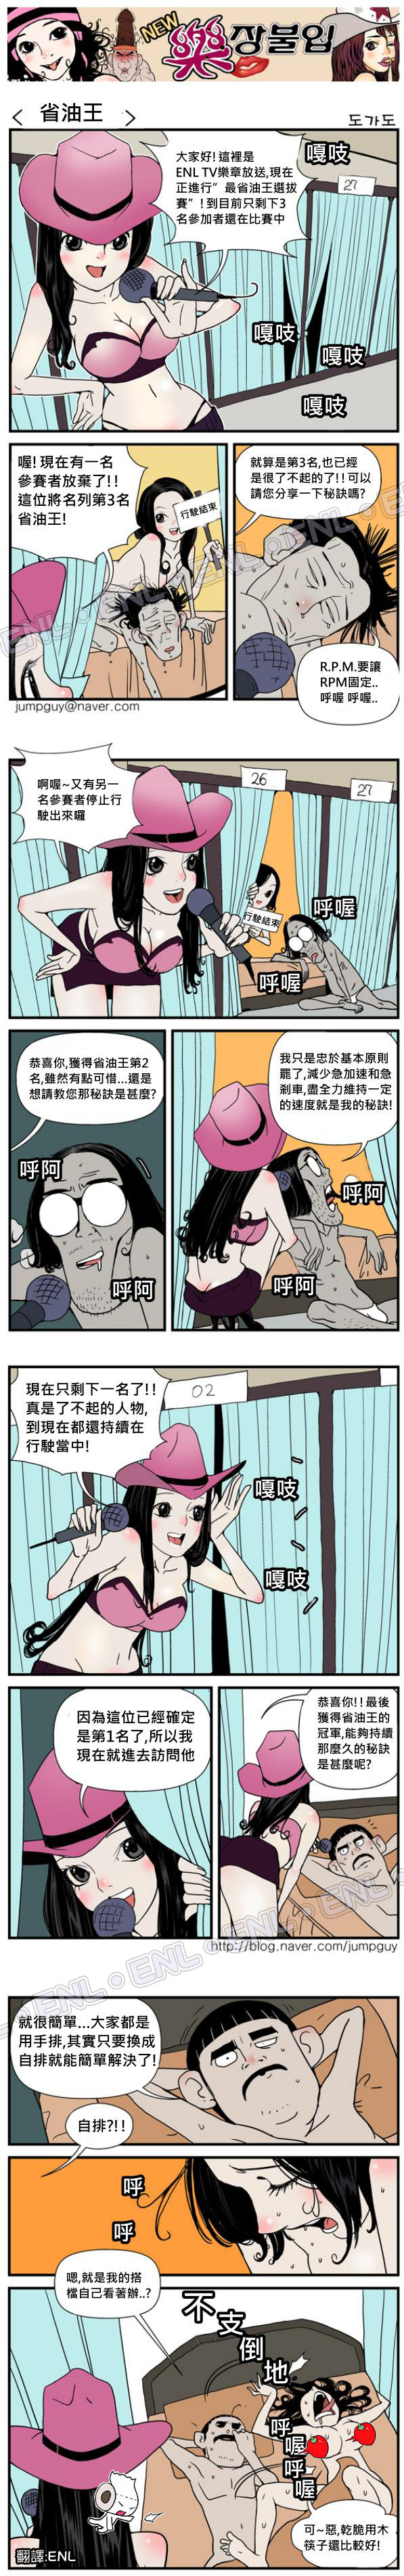 NEW
樂장불입
< 省油王 >
도가도
大家好! 這裡是
ENL TV樂章放送,現在
正進行”最省油王選拔
賽”!到目前只剩下3
名參加者還在比賽中
嘎吱
27
嘎吱
嘎吱
嘎吱
喔! 現在有一名
參賽者放棄了!!
這位將名列第3名
省油王!
行駛結束
就算是第3名,也已經
是很了不起的了!!可以
請您分享一下秘訣嗎?
R.P.M.要讓
RPM固定..
呼喔 呼喔..
ENL • ENL • ENL • ENL • ENL
jumpguy@naver.com
啊喔~又有另一
名參賽者停止行
駛出來囉
26
27
行駛結束
呼喔
呼喔
恭喜你,獲得省油王第2
名,雖然有點可惜...還是
想請教您那秘訣是甚麼?
呼阿
呼阿
我只是忠於基本原則
罷了,減少急加速和急
剎車,盡全力維持一定
的速度就是我的秘訣!
呼阿
呼阿
現在只剩下一名了!!
真是了不起的人物,
到現在都還持續在
行駛當中!
02
嘎吱
嘎吱
因為這位已經確定
是第1名了,所以我
現在就進去訪問他
恭喜你!!最後
獲得省油王的
冠軍,能夠持續
那麼久的秘訣
是甚麼呢?
ENL • ENL • ENL • ENL • ENL
http://blog.naver.com/jumpguy
就很簡單...大家都是
用手排,其實只要換成
自排就能簡單解決了!
自排?!!
呼
呼
嗯,就是我的搭
檔自己看著辦..?
不支倒地
呼喔呼喔
可~惡,乾脆用木
筷子還比較好!
翻譯:ENL